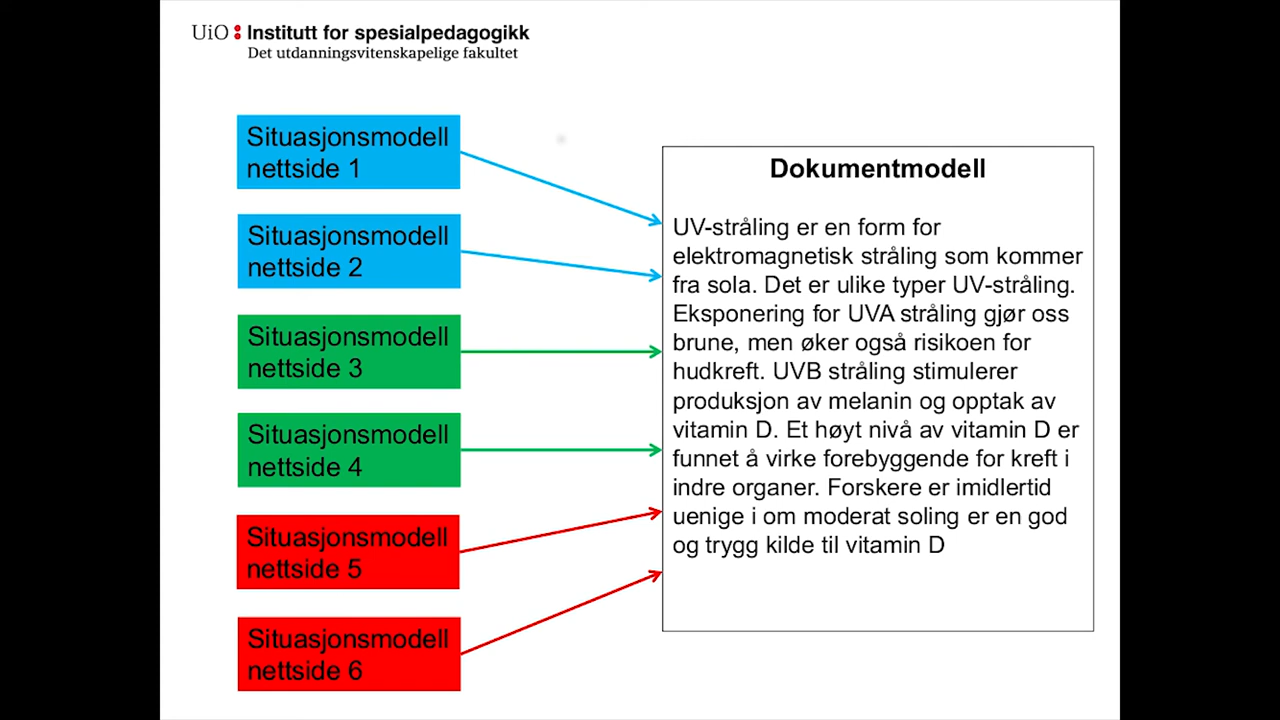 UiO Institutt for spesialpedagogikk
Det utdanningsvitenskapelige fakultet
Situasjonsmodell
nettside 1
Situasjonsmodell
nettside 2
Situasjonsmodell
nettside 3
Situasjonsmodell
nettside 4
Situasjonsmodell
nettside 5
Situasjonsmodell
nettside 6
Dokumentmodell
UV-stråling er en form for
elektromagnetisk stråling som kommer
fra sola. Det er ulike typer UV-stråling.
Eksponering for UVA stråling gjør oss
brune, men øker også risikoen for
hudkreft. UVB stråling stimulerer
produksjon av melanin og opptak av
vitamin D. Et høyt nivå av vitamin D er
funnet å virke forebyggende for kreft i
indre organer. Forskere er imidlertid
uenige i om moderat soling er en god
og trygg kilde til vitamin D